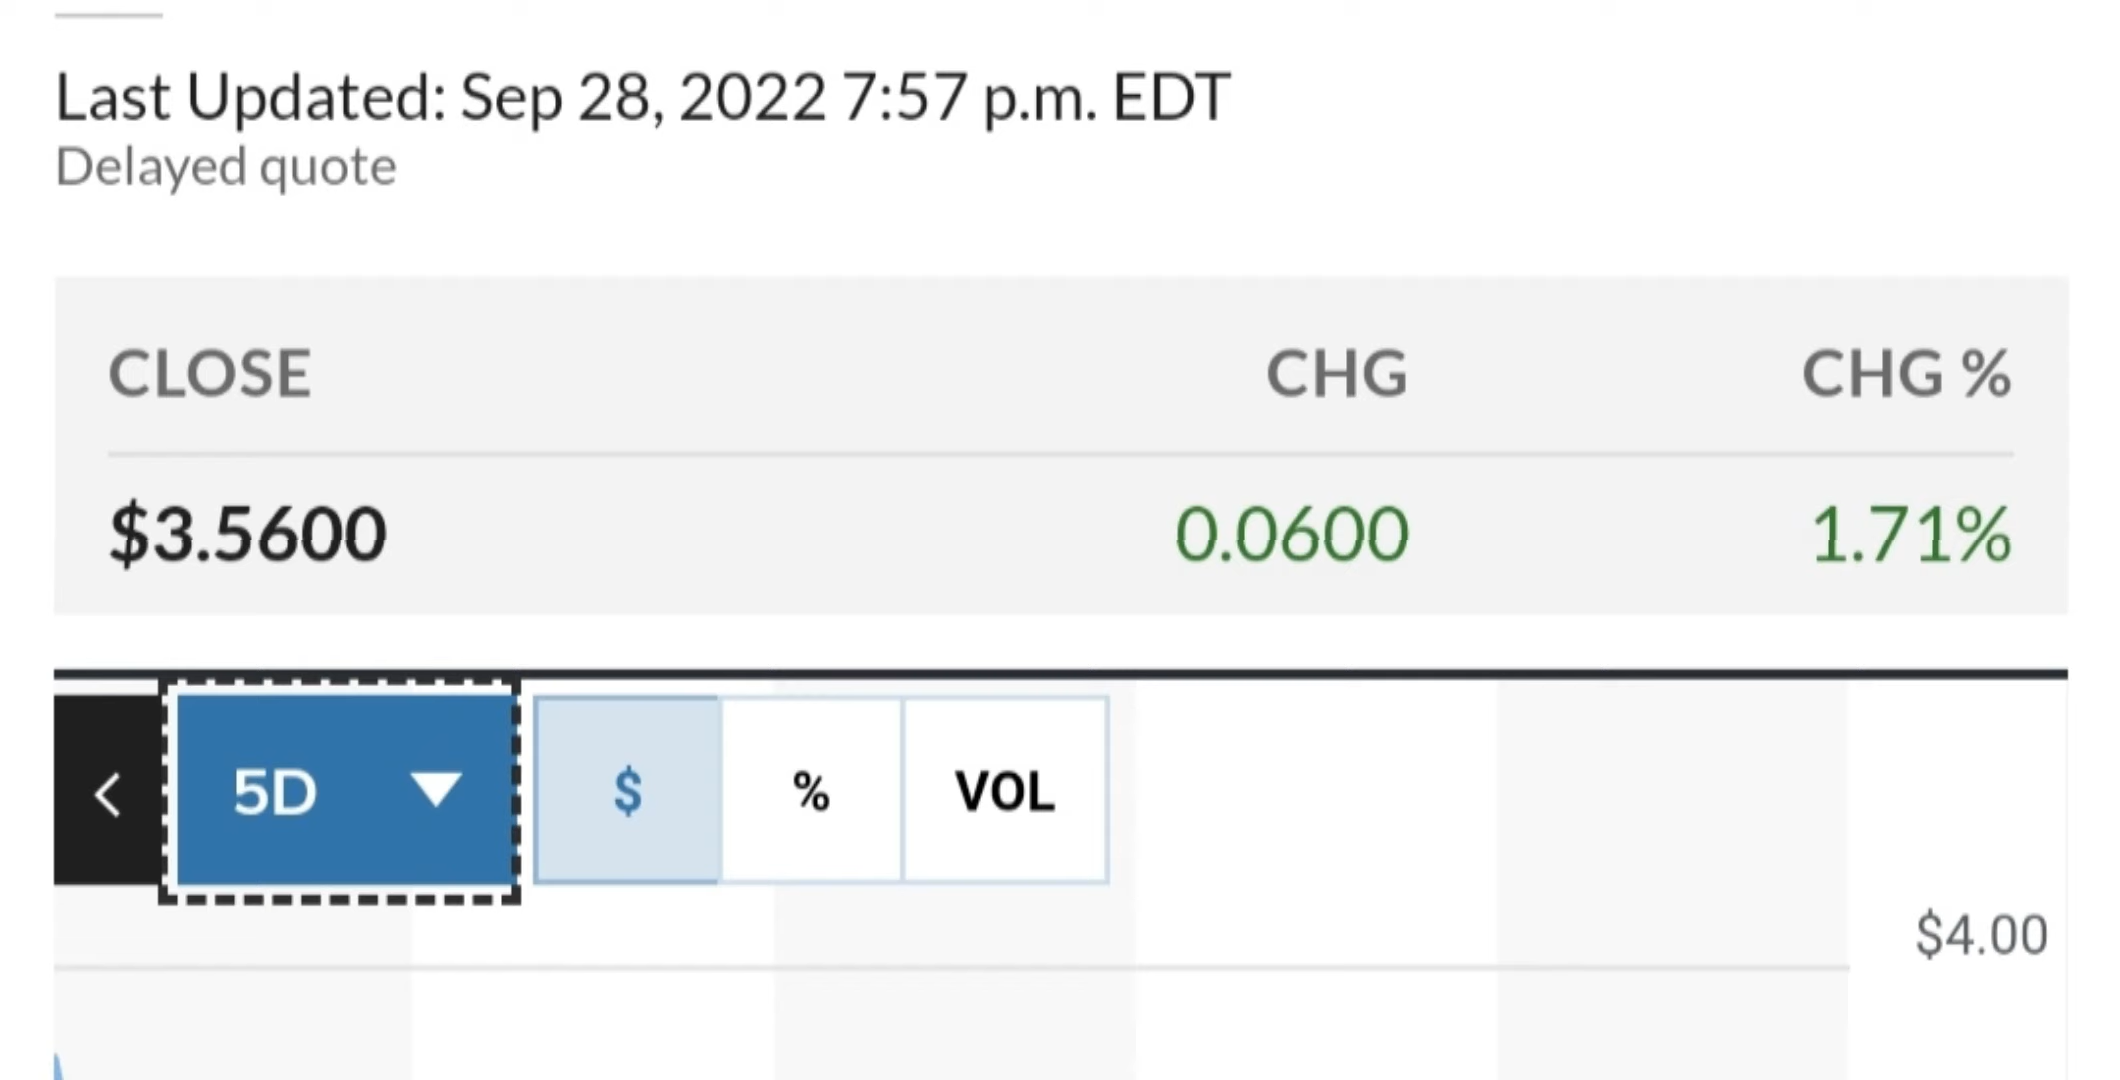 Last Updated: Sep 28, 2022 7:57 p.m. EDT
Delayed quote
CLOSE CHG CHG %
$3.5600 0.0600 1.71%
5D $ % VOL
$4.00